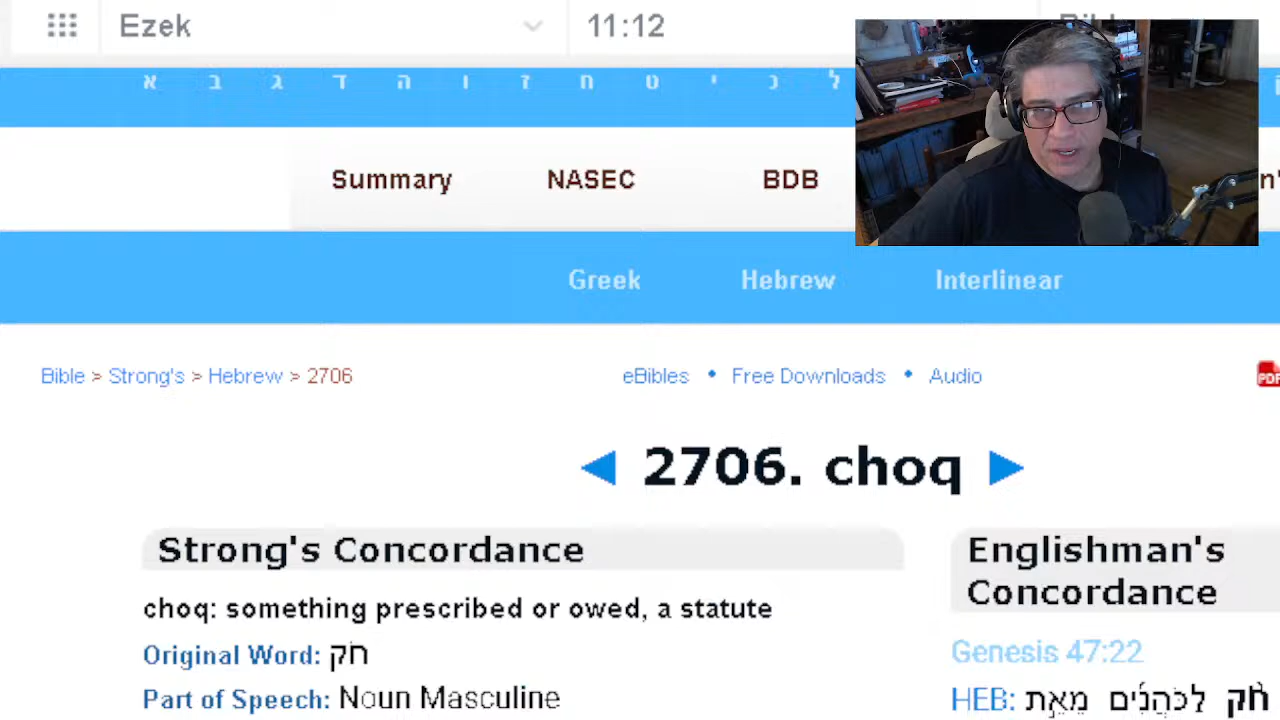 Ezek 11:12
א ב ג ד ה ו ז ח ט י כ ל
Summary NASEC BDB
Greek Hebrew Interlinear
Bible > Strong's > Hebrew > 2706 eBibles • Free Downloads • Audio PDF
◄ 2706. choq ►
Strong's Concordance
choq: something prescribed or owed, a statute
Original Word: חֹק
Part of Speech: Noun Masculine
Englishman's
Concordance
Genesis 47:22
HEB: חֹ֨ק לַכֹּהֲנִ֜ים מֵאֵ֣ת